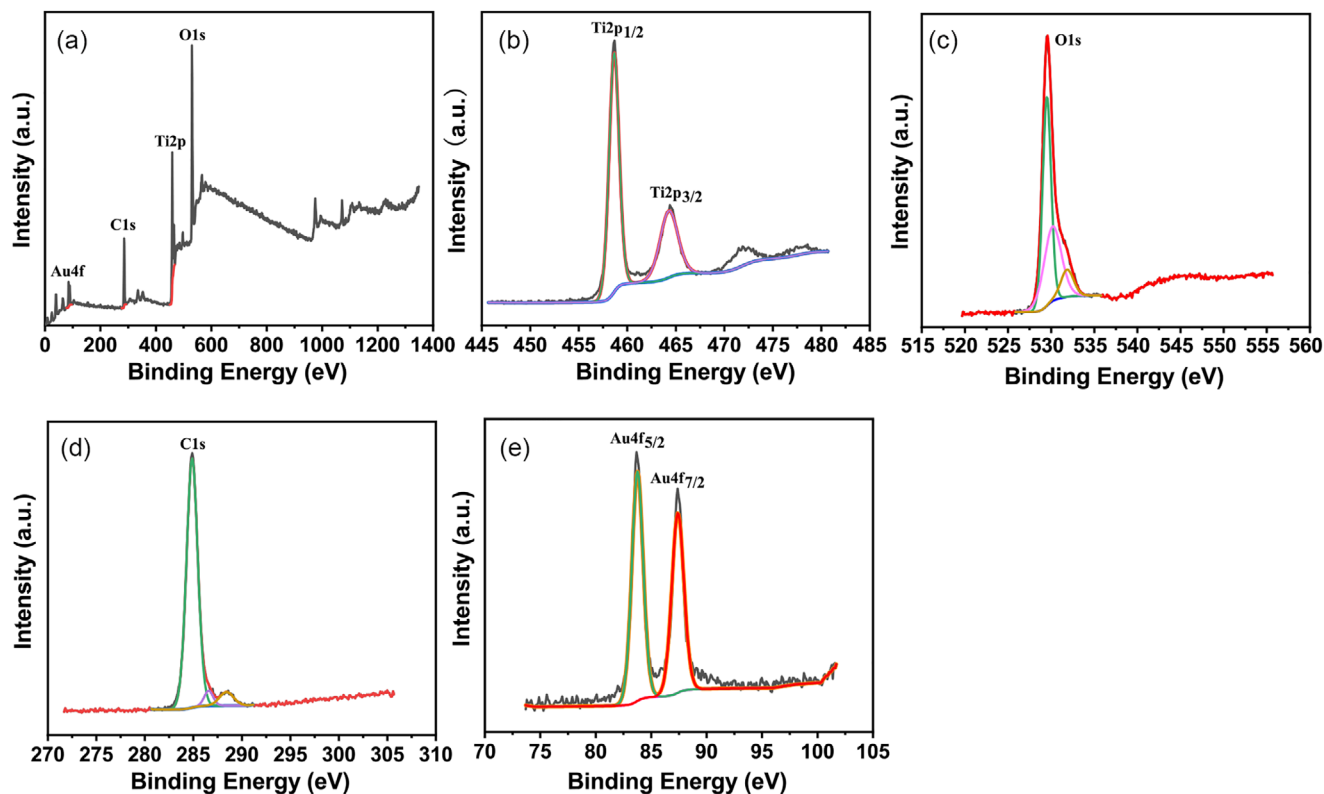 (a)
O1s
Ti2p
C1s
Au4f
Intensity (a.u.)
0 200 400 600 800 1000 1200 1400
Binding Energy (eV)
(b)
Ti2p1/2
Ti2p3/2
Intensity (a.u.)
445 450 455 460 465 470 475 480 485
Binding Energy (eV)
(c)
O1s
Intensity (a.u.)
515 520 525 530 535 540 545 550 555 560
Binding Energy (eV)
(d)
C1s
Intensity (a.u.)
270 275 280 285 290 295 300 305 310
Binding Energy (eV)
(e)
Au4f5/2
Au4f7/2
Intensity (a.u.)
70 75 80 85 90 95 100 105
Binding Energy (eV)